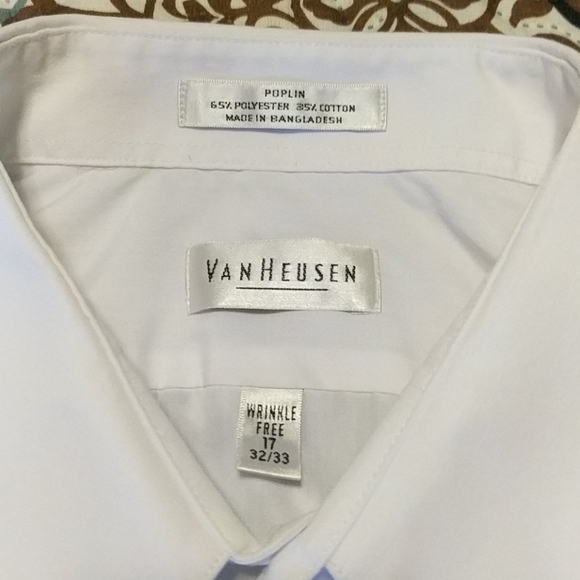 POPLIN
65% POLYESTER 35% COTTON
MADE IN BANGLADESH
VAN HEUSEN
WRINKLE
FREE
17
32/33